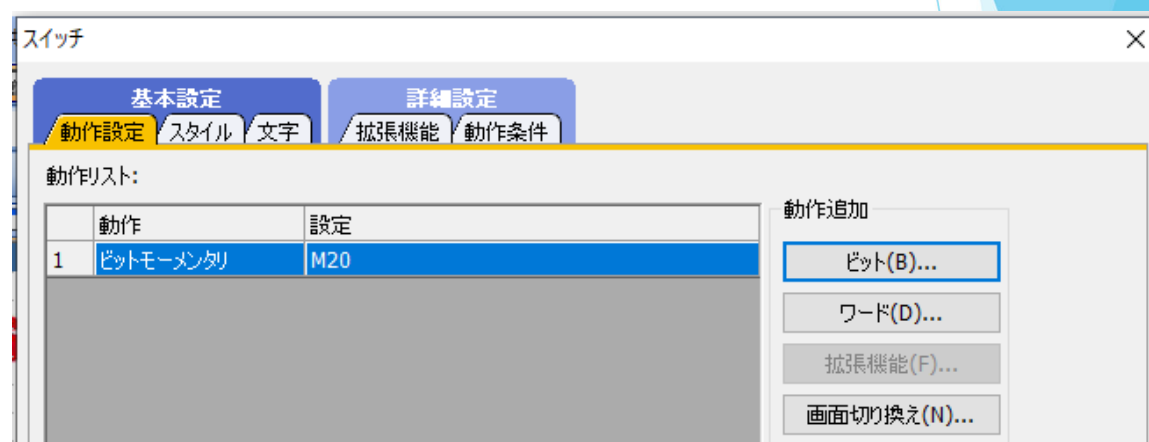 スイッチ
基本設定
詳細設定
動作設定 スタイル 文字 拡張機能 動作条件
動作リスト:
動作 設定
1 ビットモーメンタリ M20
動作追加
ビット(B)...
ワード(D)...
拡張機能(F)...
画面切り換え(N)...